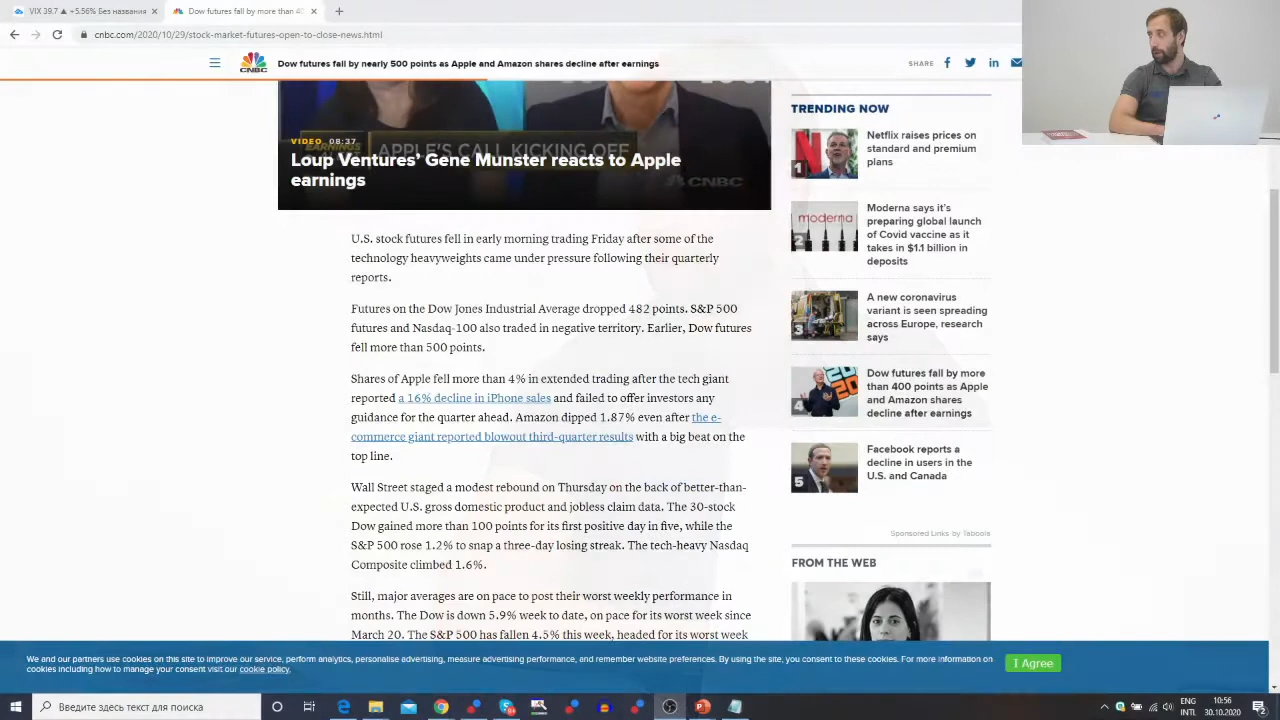 VIX 39.7 ▲ +5.56% Без названия
Dow futures fall by more than 40
cnbc.com/2020/10/29/stock-market-futures-open-to-close-news.html
CNBC
Dow futures fall by nearly 500 points as Apple and Amazon shares decline after earnings
SHARE
EARNINGS
APPLE'S CALL KICKING OFF
VIDEO 08:37
Loup Ventures' Gene Munster reacts to Apple
earnings
CNBC
U.S. stock futures fell in early morning trading Friday after some of the
technology heavyweights came under pressure following their quarterly
reports.
Futures on the Dow Jones Industrial Average dropped 482 points. S&P 500
futures and Nasdaq-100 also traded in negative territory. Earlier, Dow futures
fell more than 500 points.
Shares of Apple fell more than 4% in extended trading after the tech giant
reported a 16% decline in iPhone sales and failed to offer investors any
guidance for the quarter ahead. Amazon dipped 1.87% even after the e-
commerce giant reported blowout third-quarter results with a big beat on the
top line.
Wall Street staged a modest rebound on Thursday on the back of better-than-
expected U.S. gross domestic product and jobless claim data. The 30-stock
Dow gained more than 100 points for its first positive day in five, while the
S&P 500 rose 1.2% to snap a three-day losing streak. The tech-heavy Nasdaq
Composite climbed 1.6%.
Still, major averages are on pace to post their worst weekly performance in
months. The Dow is down 5.9% week to date, on pace for its worst week since
March 20. The S&P 500 has fallen 4.5% this week, headed for its worst week
TRENDING NOW
1
Netflix raises prices on
standard and premium
plans
moderna
2
Moderna says it's
preparing global launch
of Covid vaccine as it
takes in $1.1 billion in
deposits
3
A new coronavirus
variant is seen spreading
across Europe, research
says
4
Dow futures fall by more
than 400 points as Apple
and Amazon shares
decline after earnings
5
Facebook reports a
decline in users in the
U.S. and Canada
Sponsored Links by Taboola
FROM THE WEB
We and our partners use cookies on this site to improve our service, perform analytics, personalise advertising, measure advertising performance, and remember website preferences. By using the site, you consent to these cookies. For more information on
cookies including how to manage your consent visit our cookie policy.
I Agree
Введите здесь текст для поиска
ENG
INTL
10:56
30.10.2020
2